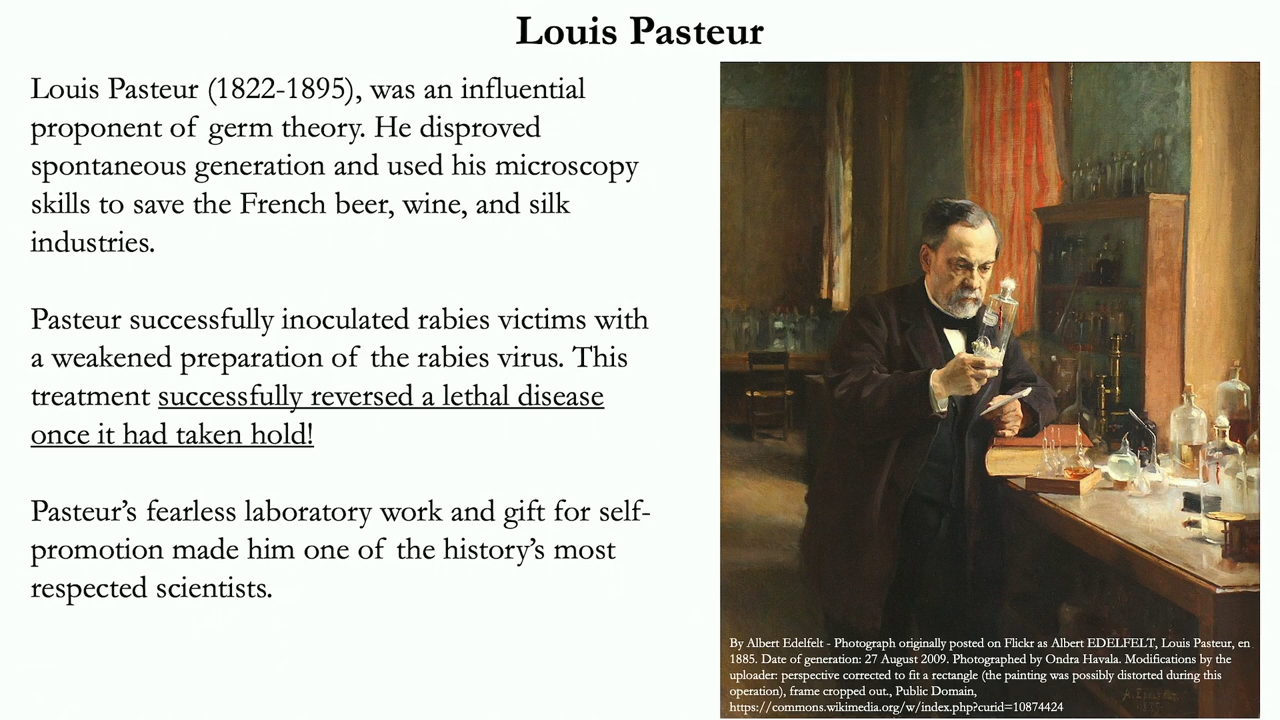 Louis Pasteur
Louis Pasteur (1822-1895), was an influential
proponent of germ theory. He disproved
spontaneous generation and used his microscopy
skills to save the French beer, wine, and silk
industries.
Pasteur successfully inoculated rabies victims with
a weakened preparation of the rabies virus. This
treatment successfully reversed a lethal disease
once it had taken hold!
Pasteur's fearless laboratory work and gift for self-
promotion made him one of the history's most
respected scientists.
By Albert Edelfelt - Photograph originally posted on Flickr as Albert EDELFELT, Louis Pasteur, en
1885. Date of generation: 27 August 2009. Photographed by Ondra Havala. Modifications by the
uploader: perspective corrected to fit a rectangle (the painting was possibly distorted during this
operation), frame cropped out., Public Domain,
https://commons.wikimedia.org/w/index.php?curid=10874424